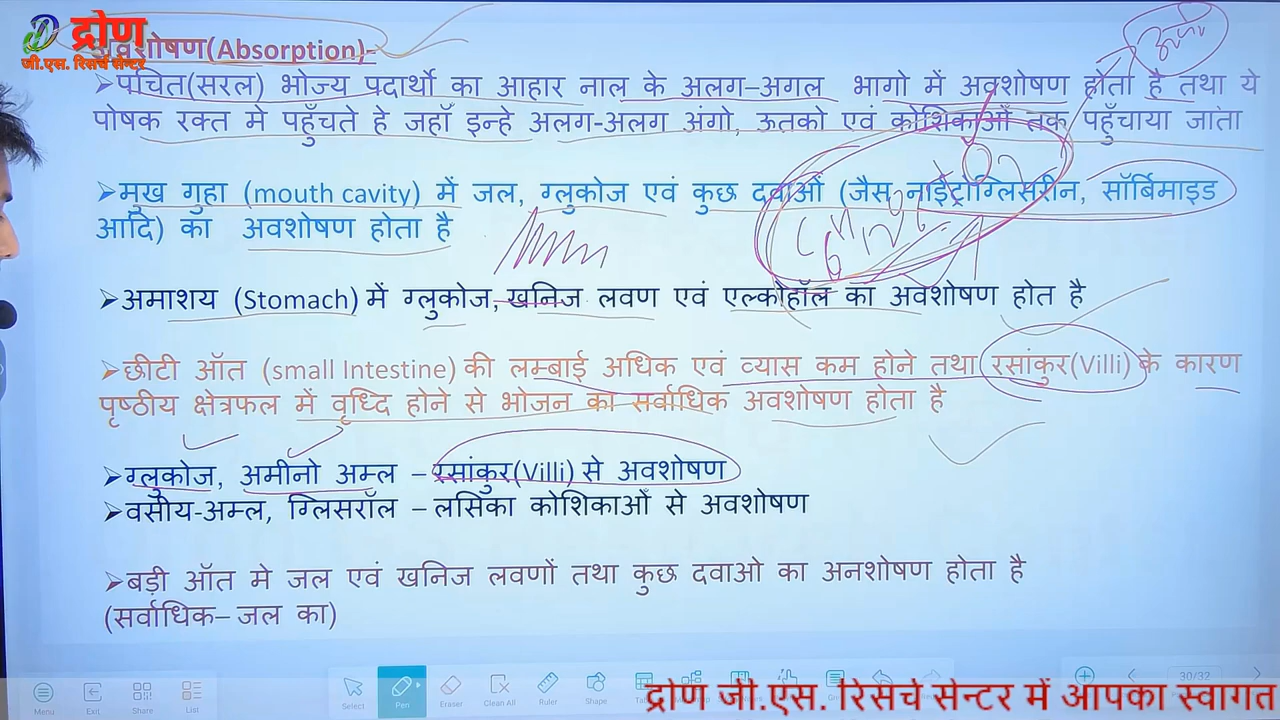 द्रोण
जी.एस. रिसर्च सेन्टर
अवशोषण(Absorption)-
➢पचित(सरल) भोज्य पदार्थो का आहार नाल के अलग–अगल भागो में अवशोषण होता है तथा ये
पोषक रक्त मे पहुँचते हे जहाँ इन्हे अलग-अलग अंगो, ऊतको एवं कोशिकाओं तक पहुँचाया जाता
➢मुख गुहा (mouth cavity) में जल, ग्लुकोज एवं कुछ दवाओं (जैस नाईट्रोग्लिसरीन, सॉर्बिमाइड
आदि) का अवशोषण होता है
➢अमाशय (Stomach) में ग्लुकोज, खनिज लवण एवं एल्कोहॉल का अवशोषण होत है
➢छीटी ऑत (small Intestine) की लम्बाई अधिक एवं व्यास कम होने तथा रसांकुर(Villi) के कारण
पृष्ठीय क्षेत्रफल में वृध्दि होने से भोजन का सर्वाधिक अवशोषण होता है
➢ग्लुकोज, अमीनो अम्ल – रसांकुर(Villi) से अवशोषण
➢वसीय-अम्ल, ग्लिसरॉल – लसिका कोशिकाओं से अवशोषण
➢बड़ी ऑत मे जल एवं खनिज लवणों तथा कुछ दवाओ का अनशोषण होता है
(सर्वाधिक– जल का)
Menu Exit Share List Select Pen Eraser Clean All Ruler Shape 30/32
द्रोण जी.एस. रिसर्च सेन्टर में आपका स्वागत